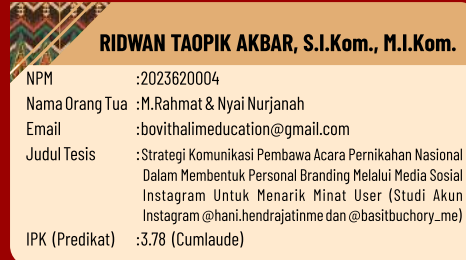 RIDWAN TAOPIK AKBAR, S.I.Kom., M.I.Kom.
NPM :2023620004
Nama Orang Tua :M.Rahmat & Nyai Nurjanah
Email :bovithalimeducation@gmail.com
Judul Tesis :Strategi Komunikasi Pembawa Acara Pernikahan Nasional
Dalam Membentuk Personal Branding Melalui Media Sosial
Instagram Untuk Menarik Minat User (Studi Akun
Instagram @hani.hendrajatinme dan @basitbuchory_me)
IPK (Predikat) :3.78 (Cumlaude)